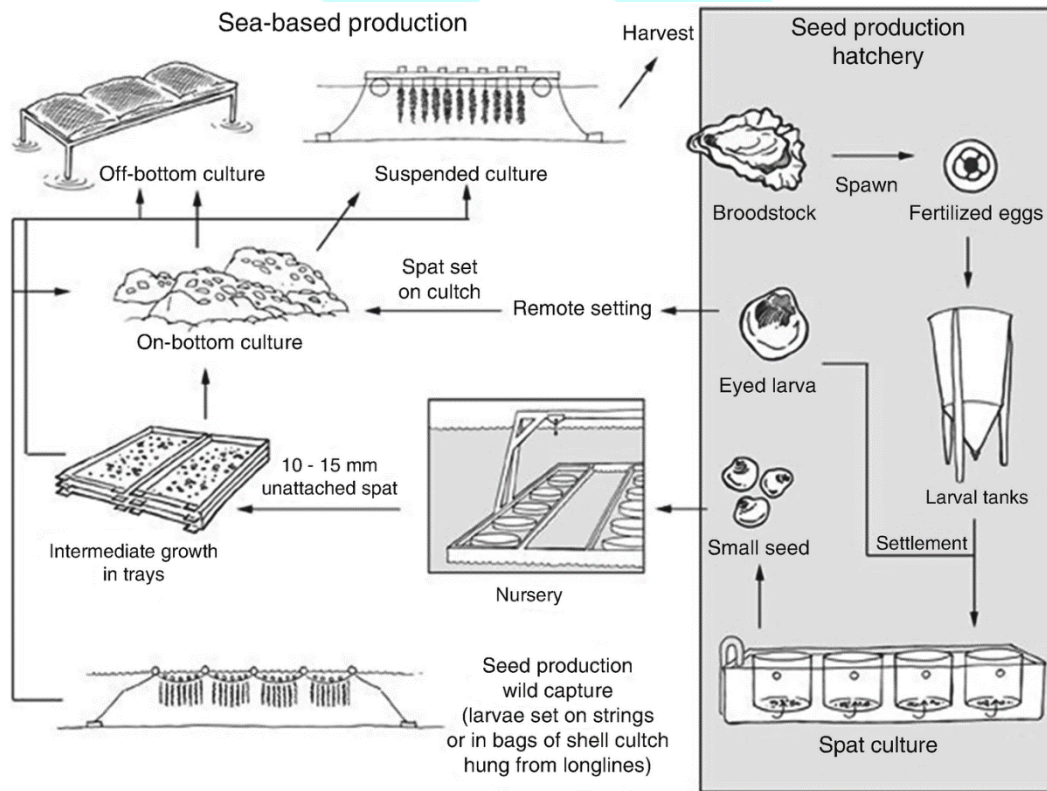 Sea-based production
Harvest
Off-bottom culture
Suspended culture
Spat set
on cultch
Remote setting
On-bottom culture
10 - 15 mm
unattached spat
Intermediate growth
in trays
Nursery
Seed production
wild capture
(larvae set on strings
or in bags of shell cultch
hung from longlines)
Seed production
hatchery
Broodstock
Spawn
Fertilized eggs
Eyed larva
Larval tanks
Small seed
Settlement
Spat culture